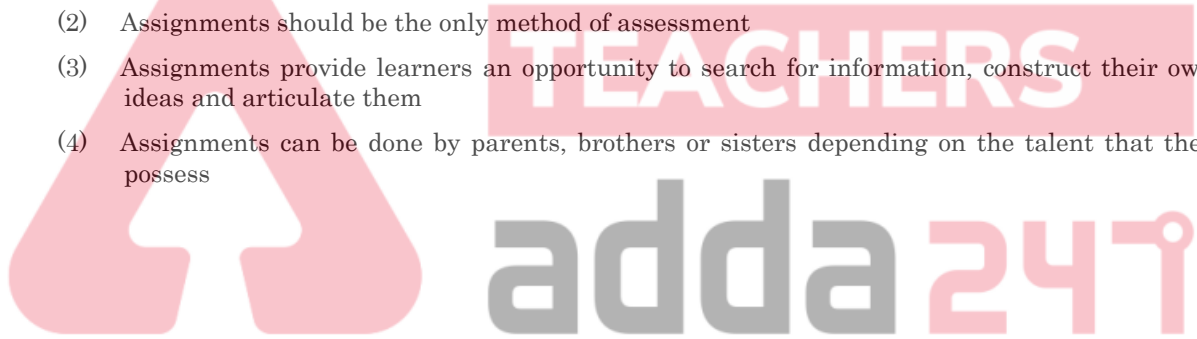 (2) Assignments should be the only method of assessment
(3) Assignments provide learners an opportunity to search for information, construct their ow
ideas and articulate them
(4) Assignments can be done by parents, brothers or sisters depending on the talent that the
possess
TEACHERS
adda247